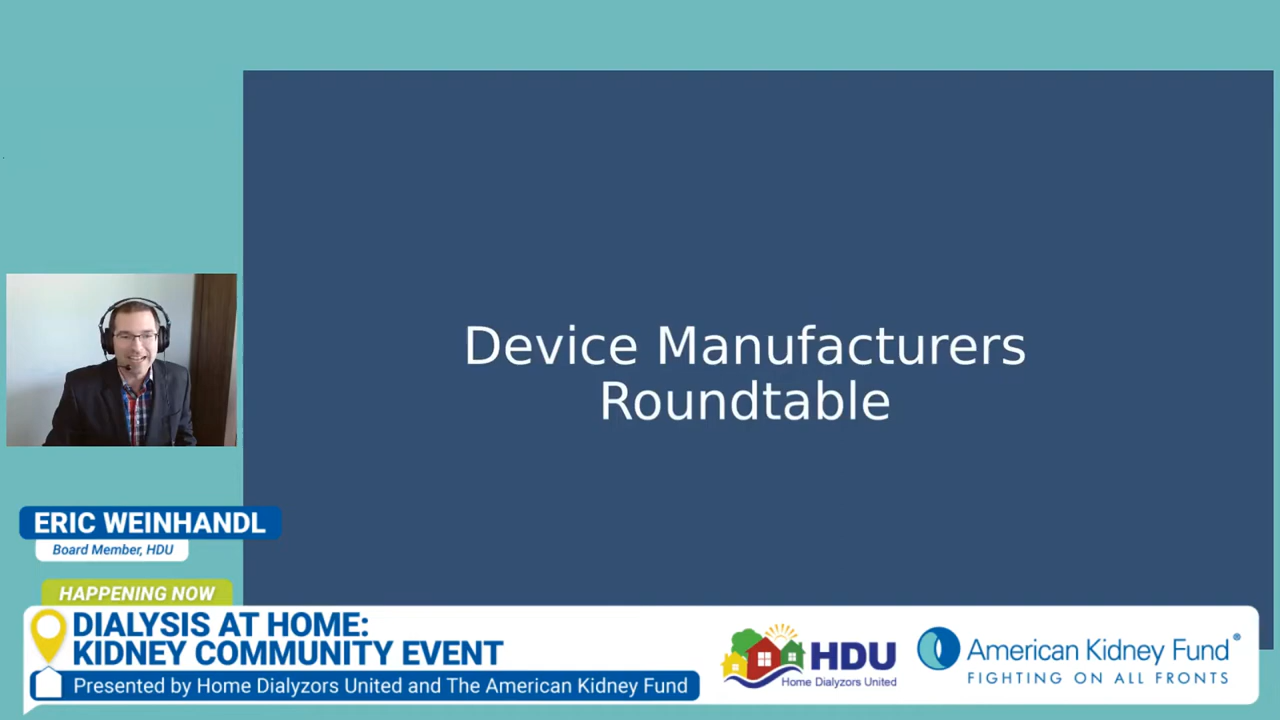 Device Manufacturers
Roundtable
ERIC WEINHANDL
Board Member, HDU
HAPPENING NOW
DIALYSIS AT HOME:
KIDNEY COMMUNITY EVENT
Presented by Home Dialyzors United and The American Kidney Fund
HDU
Home Dialyzors United
American Kidney Fund®
FIGHTING ON ALL FRONTS